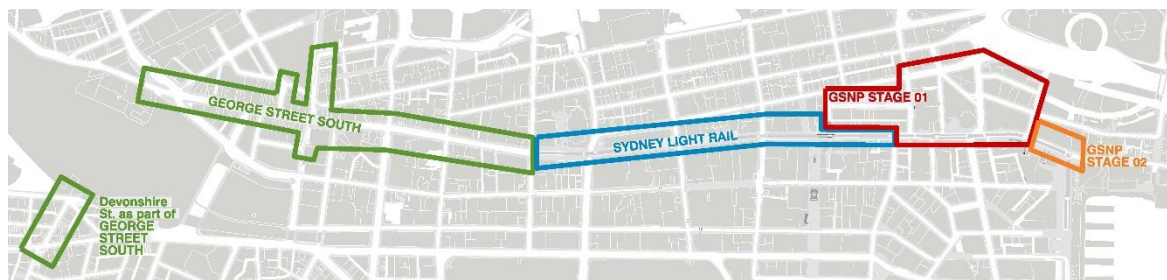 GEORGE STREET SOUTH
SYDNEY LIGHT RAIL
GSNP STAGE 01
GSNP
STAGE 02
Devonshire
St. as part of
GEORGE
STREET
SOUTH